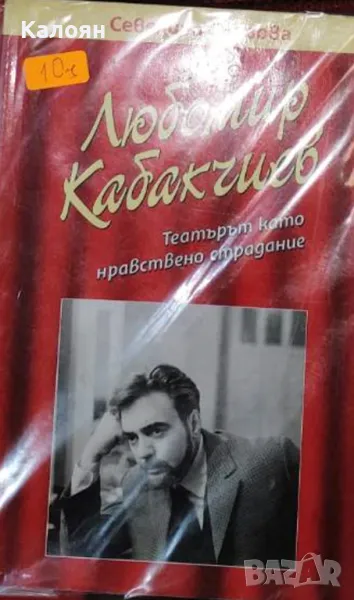 Калоян
10лв
Любомир
Кабакчиев
Театърът като
нравствено страдание
BAZAR